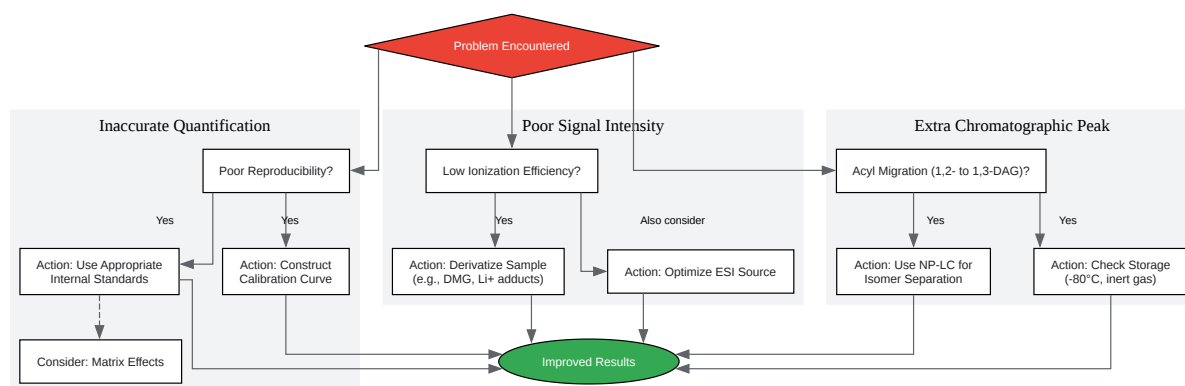 Problem Encountered
Inaccurate Quantification
Poor Signal Intensity
Extra Chromatographic Peak
Poor Reproducibility?
Low Ionization Efficiency?
Acyl Migration (1,2- to 1,3-DAG)?
Yes
Yes
Yes
Also consider
Yes
Yes
Action: Use Appropriate
Internal Standards
Action: Construct
Calibration Curve
Action: Derivatize Sample
(e.g., DMG, Li+ adducts)
Action: Optimize ESI Source
Action: Use NP-LC for
Isomer Separation
Action: Check Storage
(-80°C, inert gas)
Consider: Matrix Effects
Improved Results